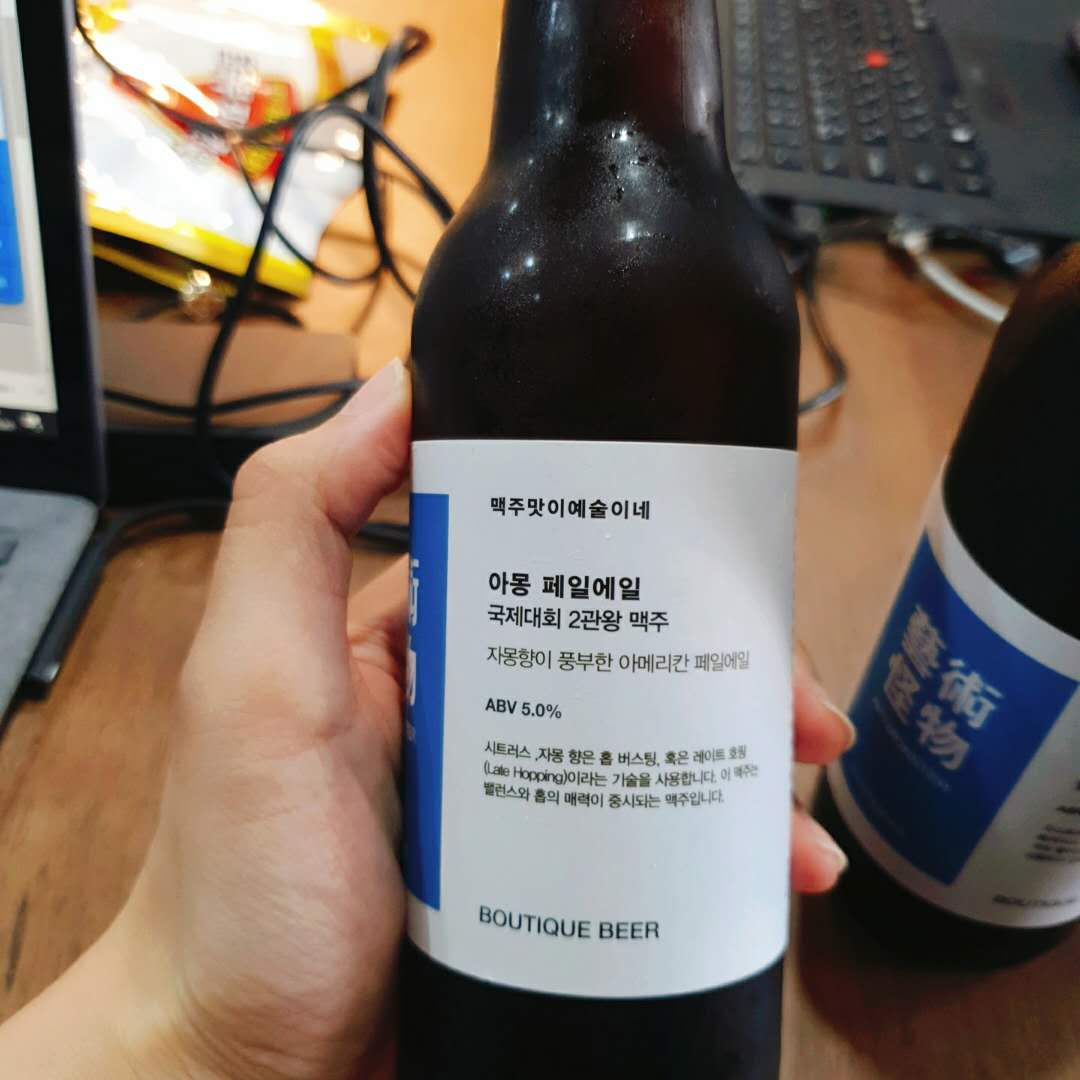 맥주맛이예술이네
아몽 페일에일
국제대회 2관왕 맥주
자몽향이 풍부한 아메리칸 페일에일
ABV 5.0%
시트러스 ,자몽 향은 홉 버스팅, 혹은 레이트 호핑
(Late Hopping)이라는 기술을 사용합니다. 이 맥주는
밸런스와 홉의 매력이 중시되는 맥주입니다.
BOUTIQUE BEER
藝術
怪物
BOUTIQUE